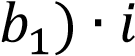 b₁) · i